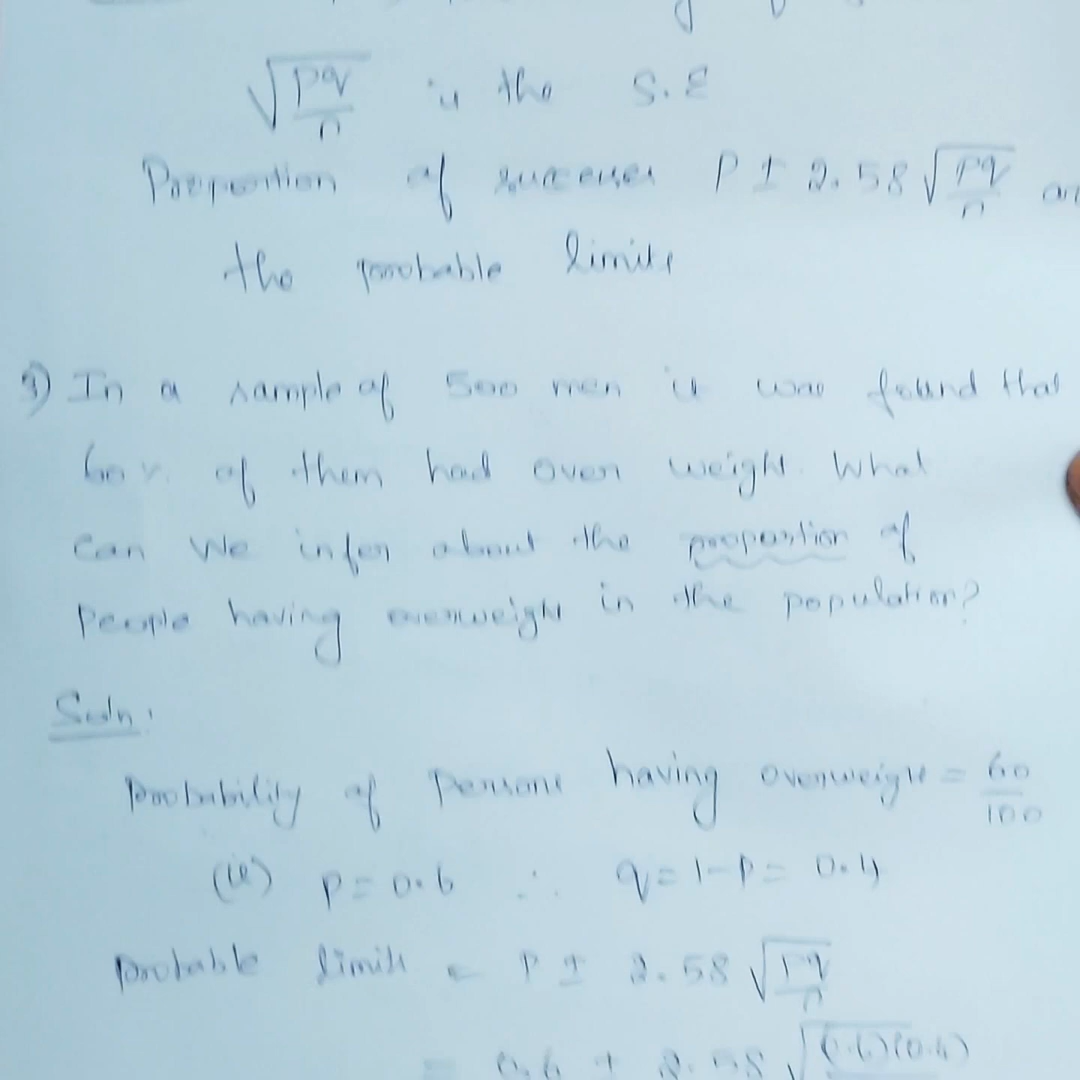 √pq/n is the S.E
Proportion of successes P ± 2.58 √pq/n are
the probable limits
3) In a sample of 500 men it was found that
60% of them had over weight. What
can We infer about the proportion of
people having overweight in the population?
Soln:
Probability of Persons having overweight = 60/100
(ie) p = 0.6 ∴ q = 1-p = 0.4
Probable limits = P ± 2.58 √pq/n
= 0.6 ± 2.58 √(0.6)(0.4)